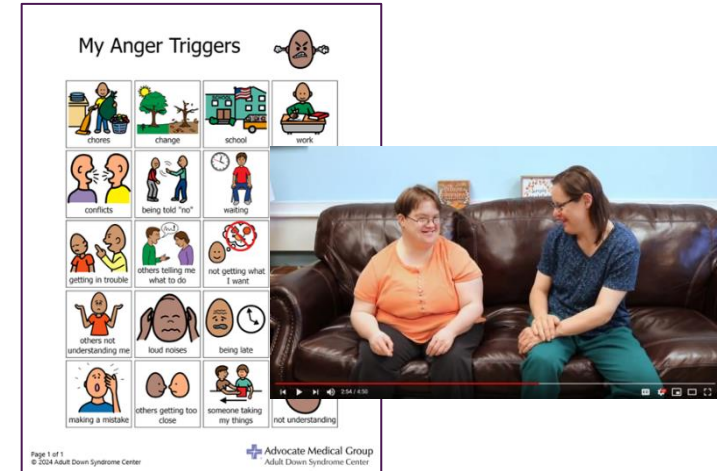 My Anger Triggers
chores
change
school
work
conflicts
being told "no"
waiting
getting in trouble
others telling me
what to do
not getting what
I want
others not
understanding me
loud noises
being late
making a mistake
others getting too
close
someone taking
my things
not understanding
2:54 / 4:50
Page 1 of 1
© 2024 Adult Down Syndrome Center
Advocate Medical Group
Adult Down Syndrome Center